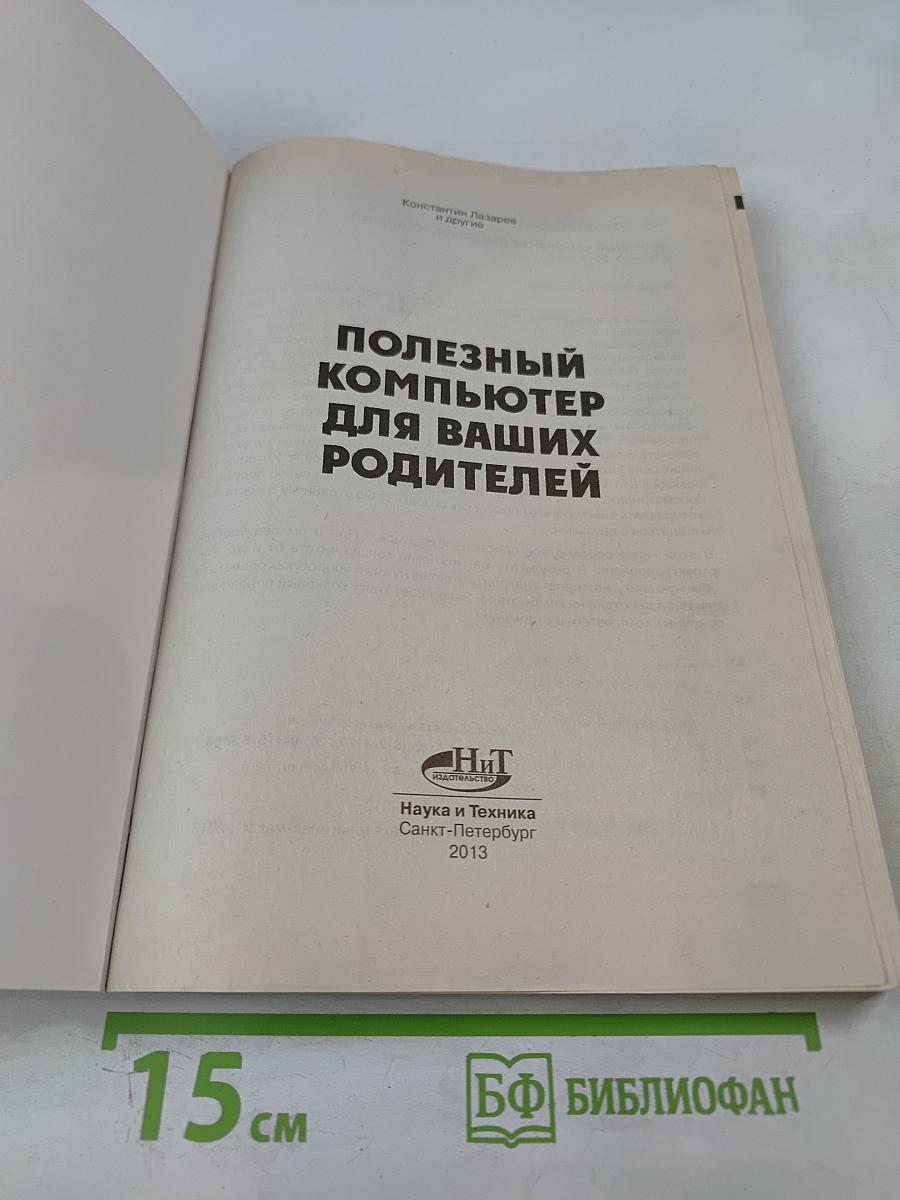 Константин Лазарев
и другие
ПОЛЕЗНЫЙ
КОМПЬЮТЕР
ДЛЯ ВАШИХ
РОДИТЕЛЕЙ
НиТ
издательство
Наука и Техника
Санкт-Петербург
2013
15 см
БФ БИБЛИОФАН